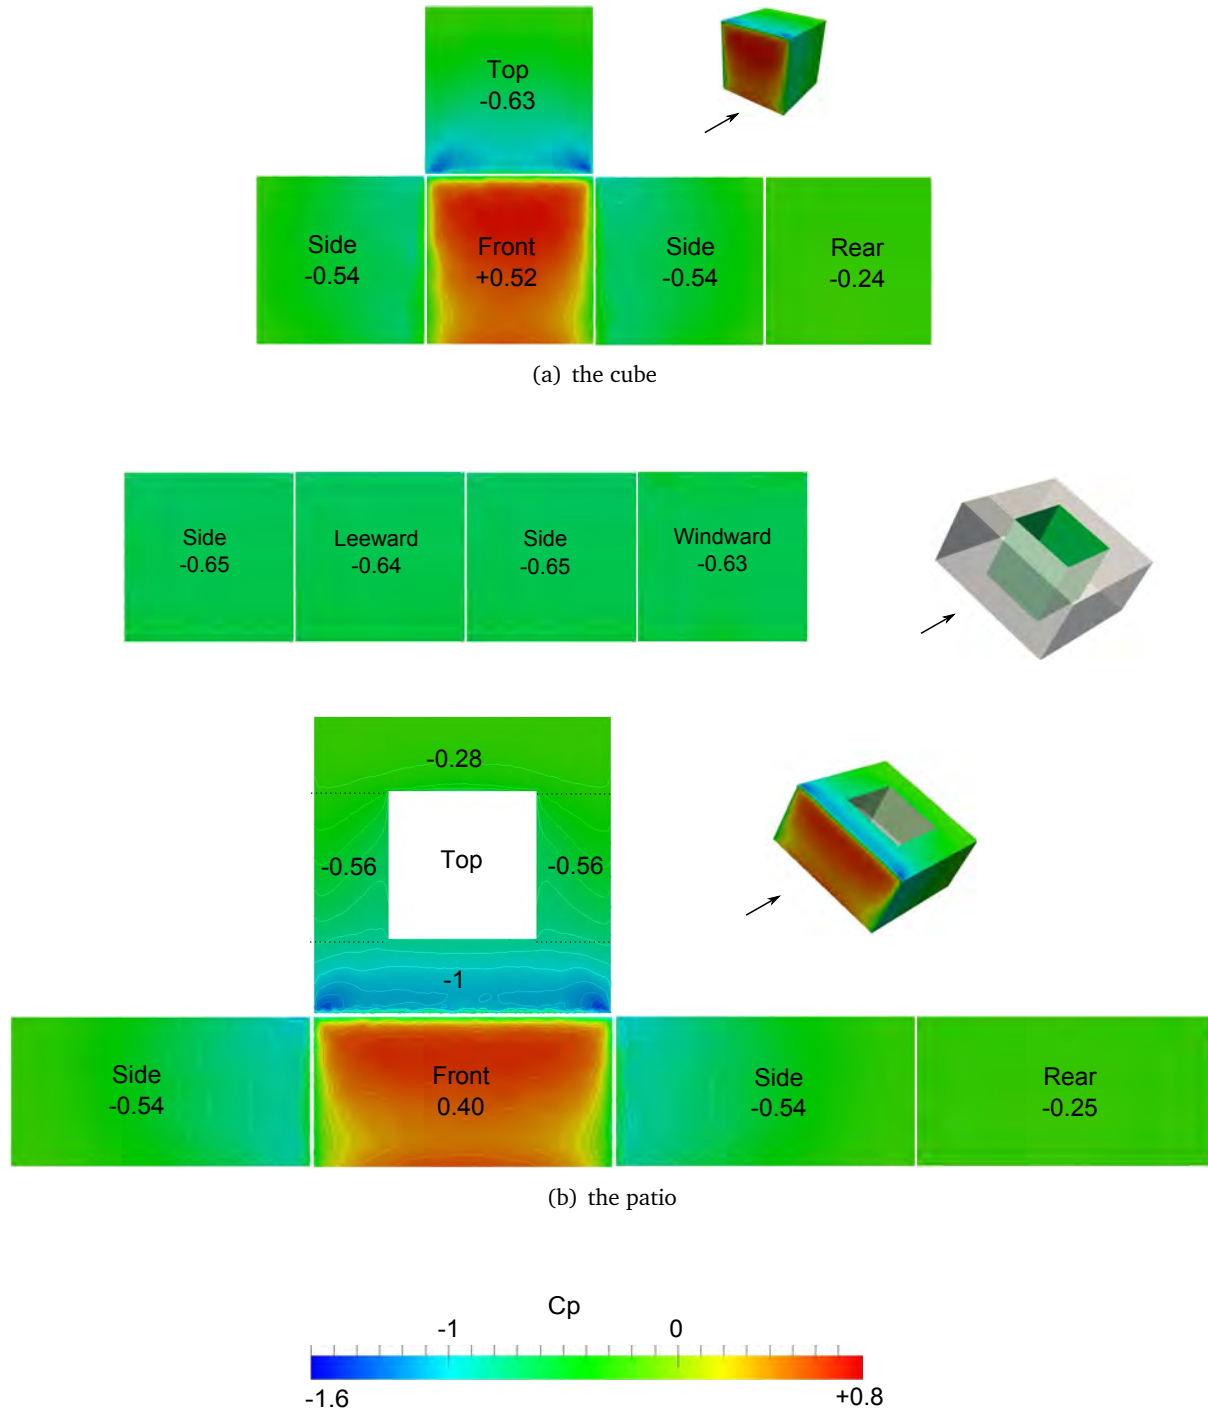 Top
-0.63
Side
-0.54
Front
+0.52
Side
-0.54
Rear
-0.24
(a) the cube
Side
-0.65
Leeward
-0.64
Side
-0.65
Windward
-0.63
-0.28
-0.56
Top
-0.56
-1
Side
-0.54
Front
0.40
Side
-0.54
Rear
-0.25
(b) the patio
Cp
-1
0
-1.6
+0.8